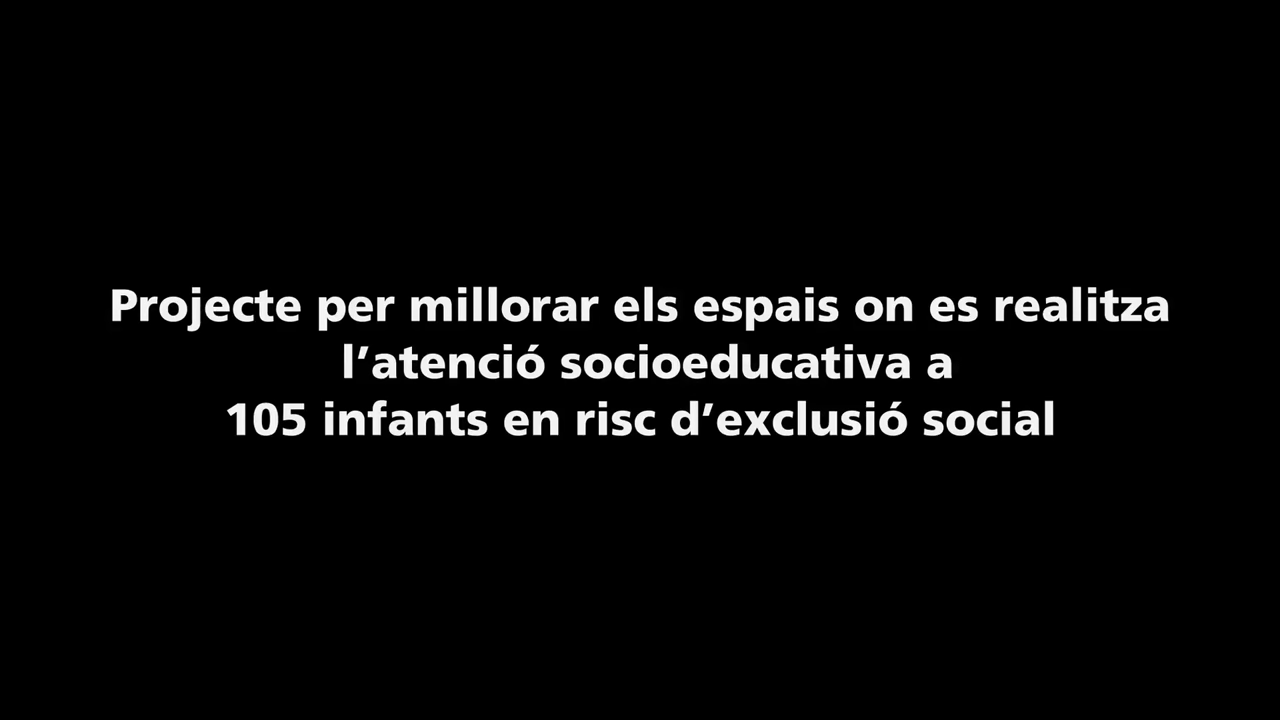 Projecte per millorar els espais on es realitza
l’atenció socioeducativa a
105 infants en risc d’exclusió social